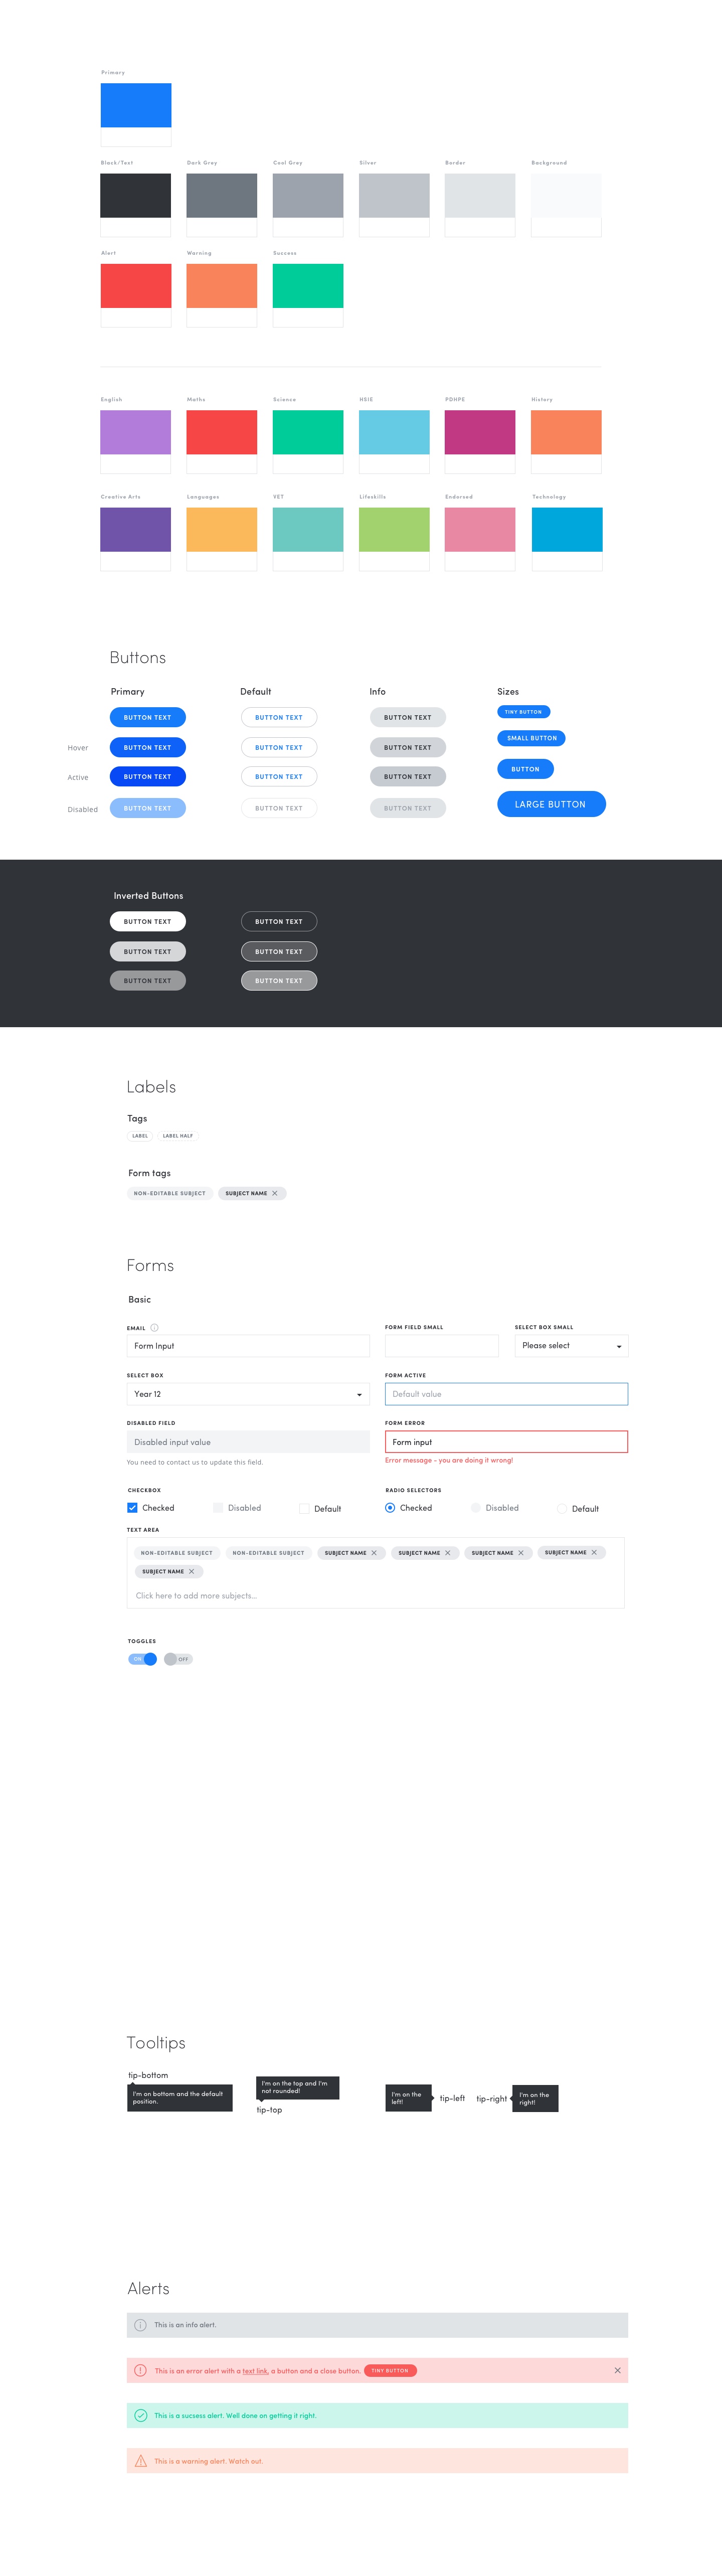 Primary
Black/Text Dark Grey Cool Grey Silver Border Background
Alert Warning Success
English Maths Science HSIE PDHPE History
Creative Arts Languages VET Lifeskills Endorsed Technology
Buttons
Primary Default Info Sizes
BUTTON TEXT BUTTON TEXT BUTTON TEXT TINY BUTTON
Hover BUTTON TEXT BUTTON TEXT BUTTON TEXT SMALL BUTTON
Active BUTTON TEXT BUTTON TEXT BUTTON TEXT BUTTON
Disabled BUTTON TEXT BUTTON TEXT BUTTON TEXT LARGE BUTTON
Inverted Buttons
BUTTON TEXT BUTTON TEXT
BUTTON TEXT BUTTON TEXT
BUTTON TEXT BUTTON TEXT
Labels
Tags
LABEL LABEL HALF
Form tags
NON-EDITABLE SUBJECT SUBJECT NAME
Forms
Basic
EMAIL FORM FIELD SMALL SELECT BOX SMALL
Form Input Please select
SELECT BOX FORM ACTIVE
Year 12 Default value
DISABLED FIELD FORM ERROR
Disabled input value Form input
You need to contact us to update this field. Error message - you are doing it wrong!
CHECKBOX RADIO SELECTORS
Checked Disabled Default Checked Disabled Default
TEXT AREA
NON-EDITABLE SUBJECT NON-EDITABLE SUBJECT SUBJECT NAME SUBJECT NAME SUBJECT NAME SUBJECT NAME
SUBJECT NAME
Click here to add more subjects...
TOGGLES
ON OFF
Tooltips
tip-bottom
I'm on bottom and the default
position.
I'm on the top and I'm
not rounded!
tip-top
I'm on the
left!
tip-left
tip-right
I'm on the
right!
Alerts
This is an info alert.
This is an error alert with a text link, a button and a close button. TINY BUTTON
This is a sucsess alert. Well done on getting it right.
This is a warning alert. Watch out.